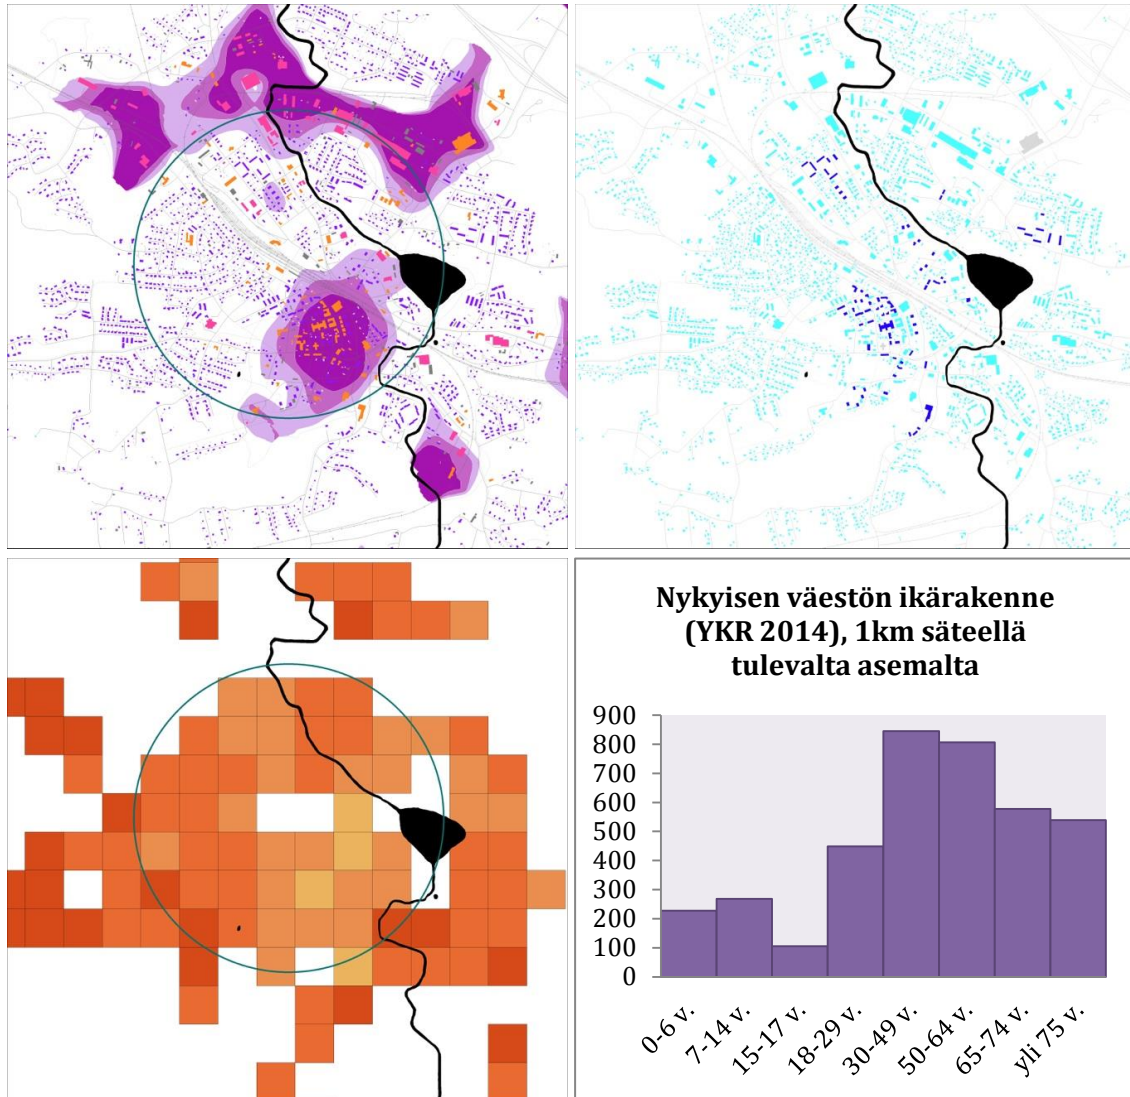 Nykyisen väestön ikärakenne
(YKR 2014), 1km säteellä
tulevalta asemalta
900
800
700
600
500
400
300
200
100
0
0-6 v.
7-14 v.
15-17 v.
18-29 v.
30-49 v.
50-64 v.
65-74 v.
yli 75 v.